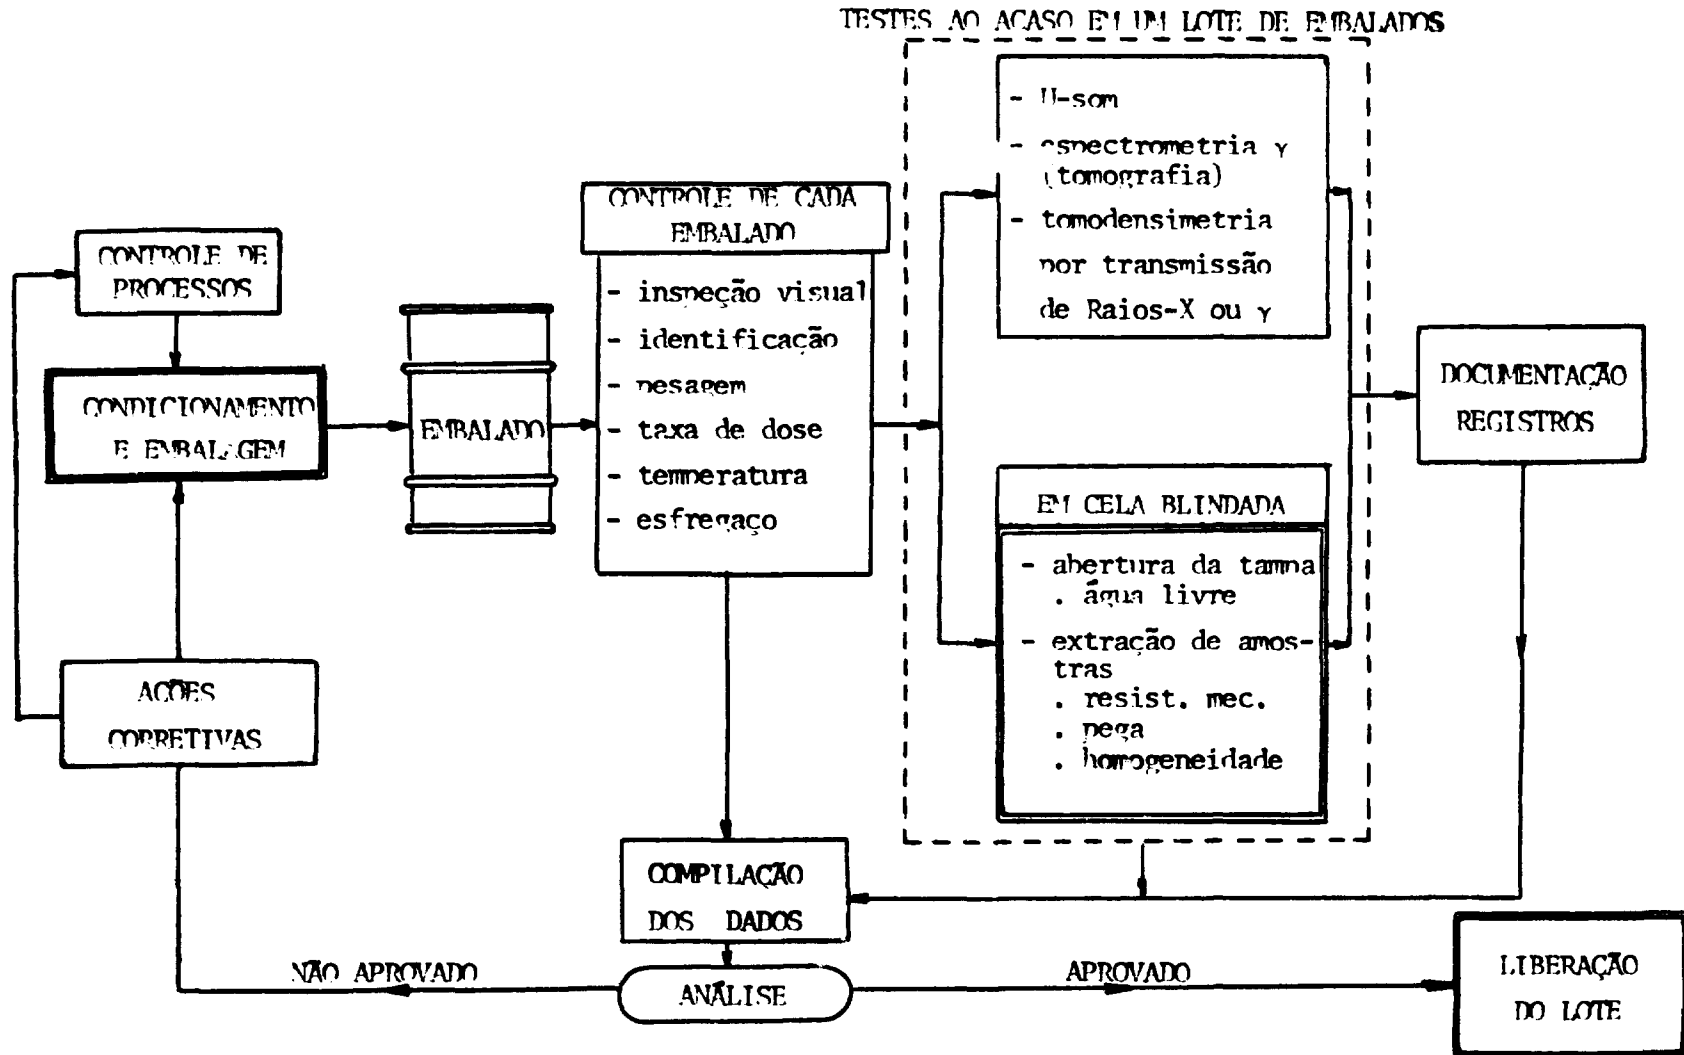 TESTES AO ACASO EM UM LOTE DE EMBALADOS
- U-som
- espectrometria γ
(tomografia)
- tomodensimetria
por transmissão
de Raios-X ou γ
CONTROLE DE CADA
EMBALADO
- inspeção visual
- identificação
- pesagem
- taxa de dose
- temperatura
- esfregaço
CONTROLE DE
PROCESSOS
CONDICIONAMENTO
E EMBALAGEM
EMBALADO
DOCUMENTAÇÃO
REGISTROS
EM CELA BLINDADA
- abertura da tampa
. água livre
- extração de amos-
tras
. resist. mec.
. pega
. homogeneidade
AÇÕES
CORRETIVAS
COMPILAÇÃO
DOS DADOS
NÃO APROVADO
ANÁLISE
APROVADO
LIBERAÇÃO
DO LOTE